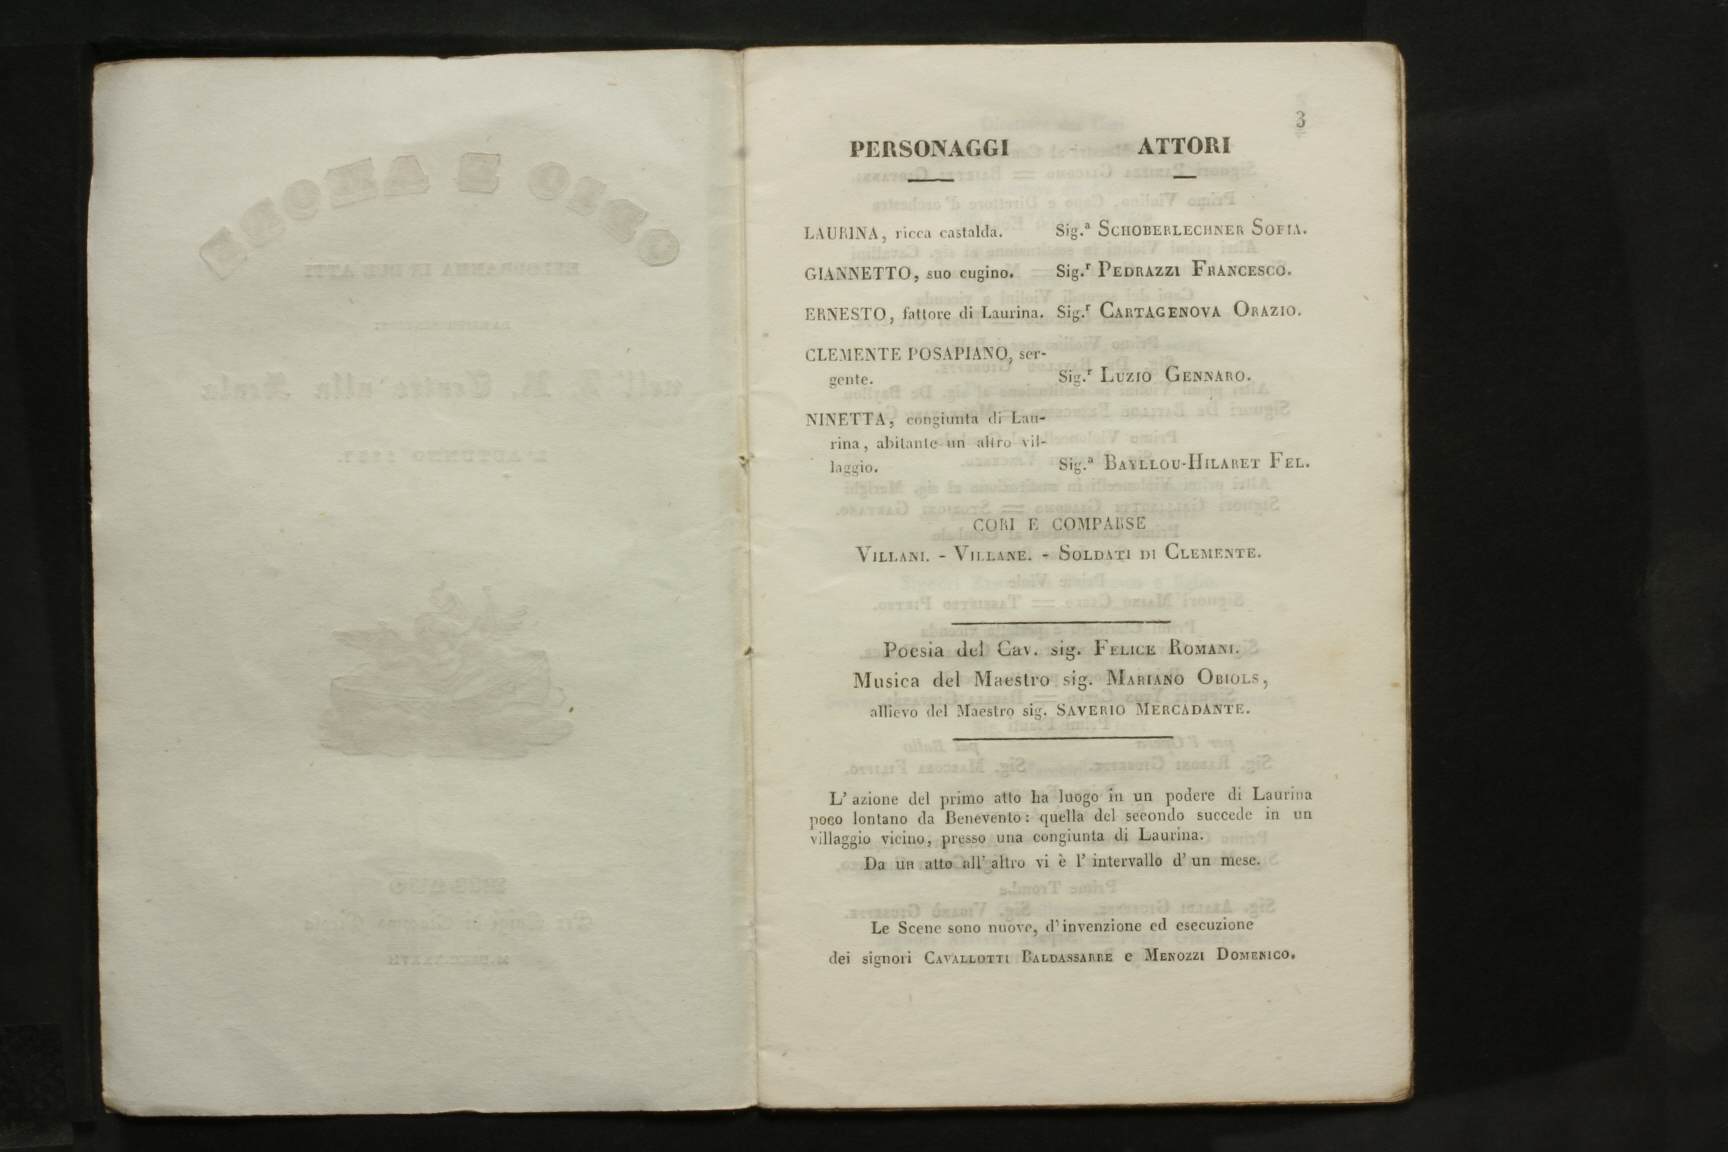 3
PERSONAGGI ATTORI
LAURINA, ricca castalda. Sig.ª SCHOBERLECHNER SOFIA.
GIANNETTO, suo cugino. Sig.r PEDRAZZI FRANCESCO.
ERNESTO, fattore di Laurina. Sig.r CARTAGENOVA ORAZIO.
CLEMENTE POSAPIANO, ser-
gente. Sig.r LUZIO GENNARO.
NINETTA, congiunta di Lau-
rina, abitante un altro vil-
laggio. Sig.ª BAYLLOU-HILARET FEL.
CORI E COMPARSE
VILLANI. - VILLANE. - SOLDATI DI CLEMENTE.
Poesia del Cav. sig. FELICE ROMANI.
Musica del Maestro sig. MARIANO OBIOLS,
allievo del Maestro sig. SAVERIO MERCADANTE.
L' azione del primo atto ha luogo in un podere di Laurina
poco lontano da Benevento: quella del secondo succede in un
villaggio vicino, presso una congiunta di Laurina.
Da un atto all' altro vi è l' intervallo d' un mese.
Le Scene sono nuove, d' invenzione ed esecuzione
dei signori CAVALLOTTI BALDASSARRE e MENOZZI DOMENICO.